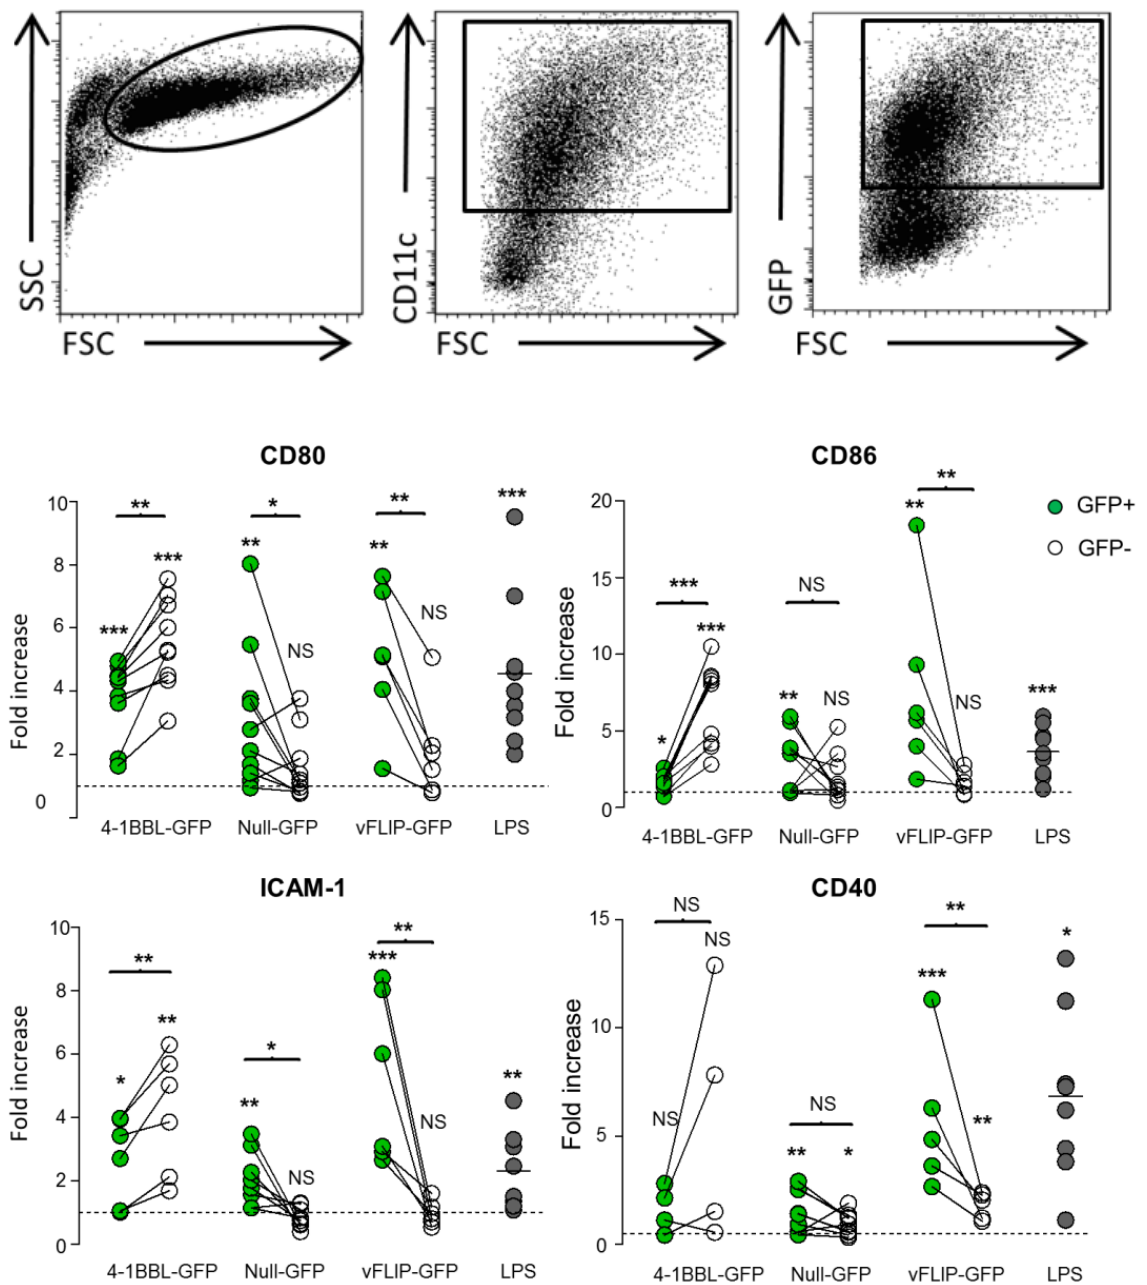 SSC
FSC
CD11c
FSC
GFP
FSC
CD80
Fold increase
10
8
6
4
2
0
**
*
**
***
***
***
**
**
NS
NS
4-1BBL-GFP
Null-GFP
vFLIP-GFP
LPS
CD86
Fold increase
20
15
10
5
0
GFP+
GFP-
**
**
***
NS
***
*
**
NS
NS
***
4-1BBL-GFP
Null-GFP
vFLIP-GFP
LPS
ICAM-1
Fold increase
10
8
6
4
2
0
**
***
**
**
*
*
**
NS
NS
**
4-1BBL-GFP
Null-GFP
vFLIP-GFP
LPS
CD40
Fold increase
15
10
5
0
NS
NS
**
*
***
NS
NS
**
*
**
4-1BBL-GFP
Null-GFP
vFLIP-GFP
LPS